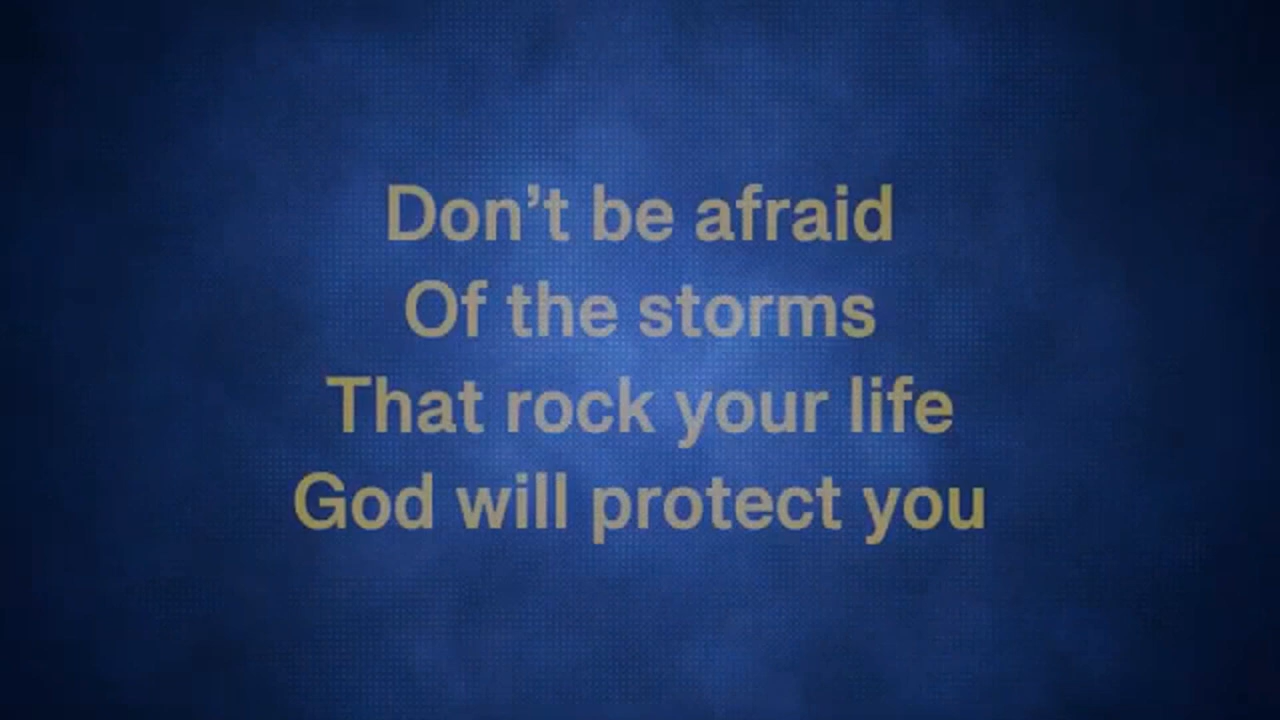 Don’t be afraid
Of the storms
That rock your life
God will protect you